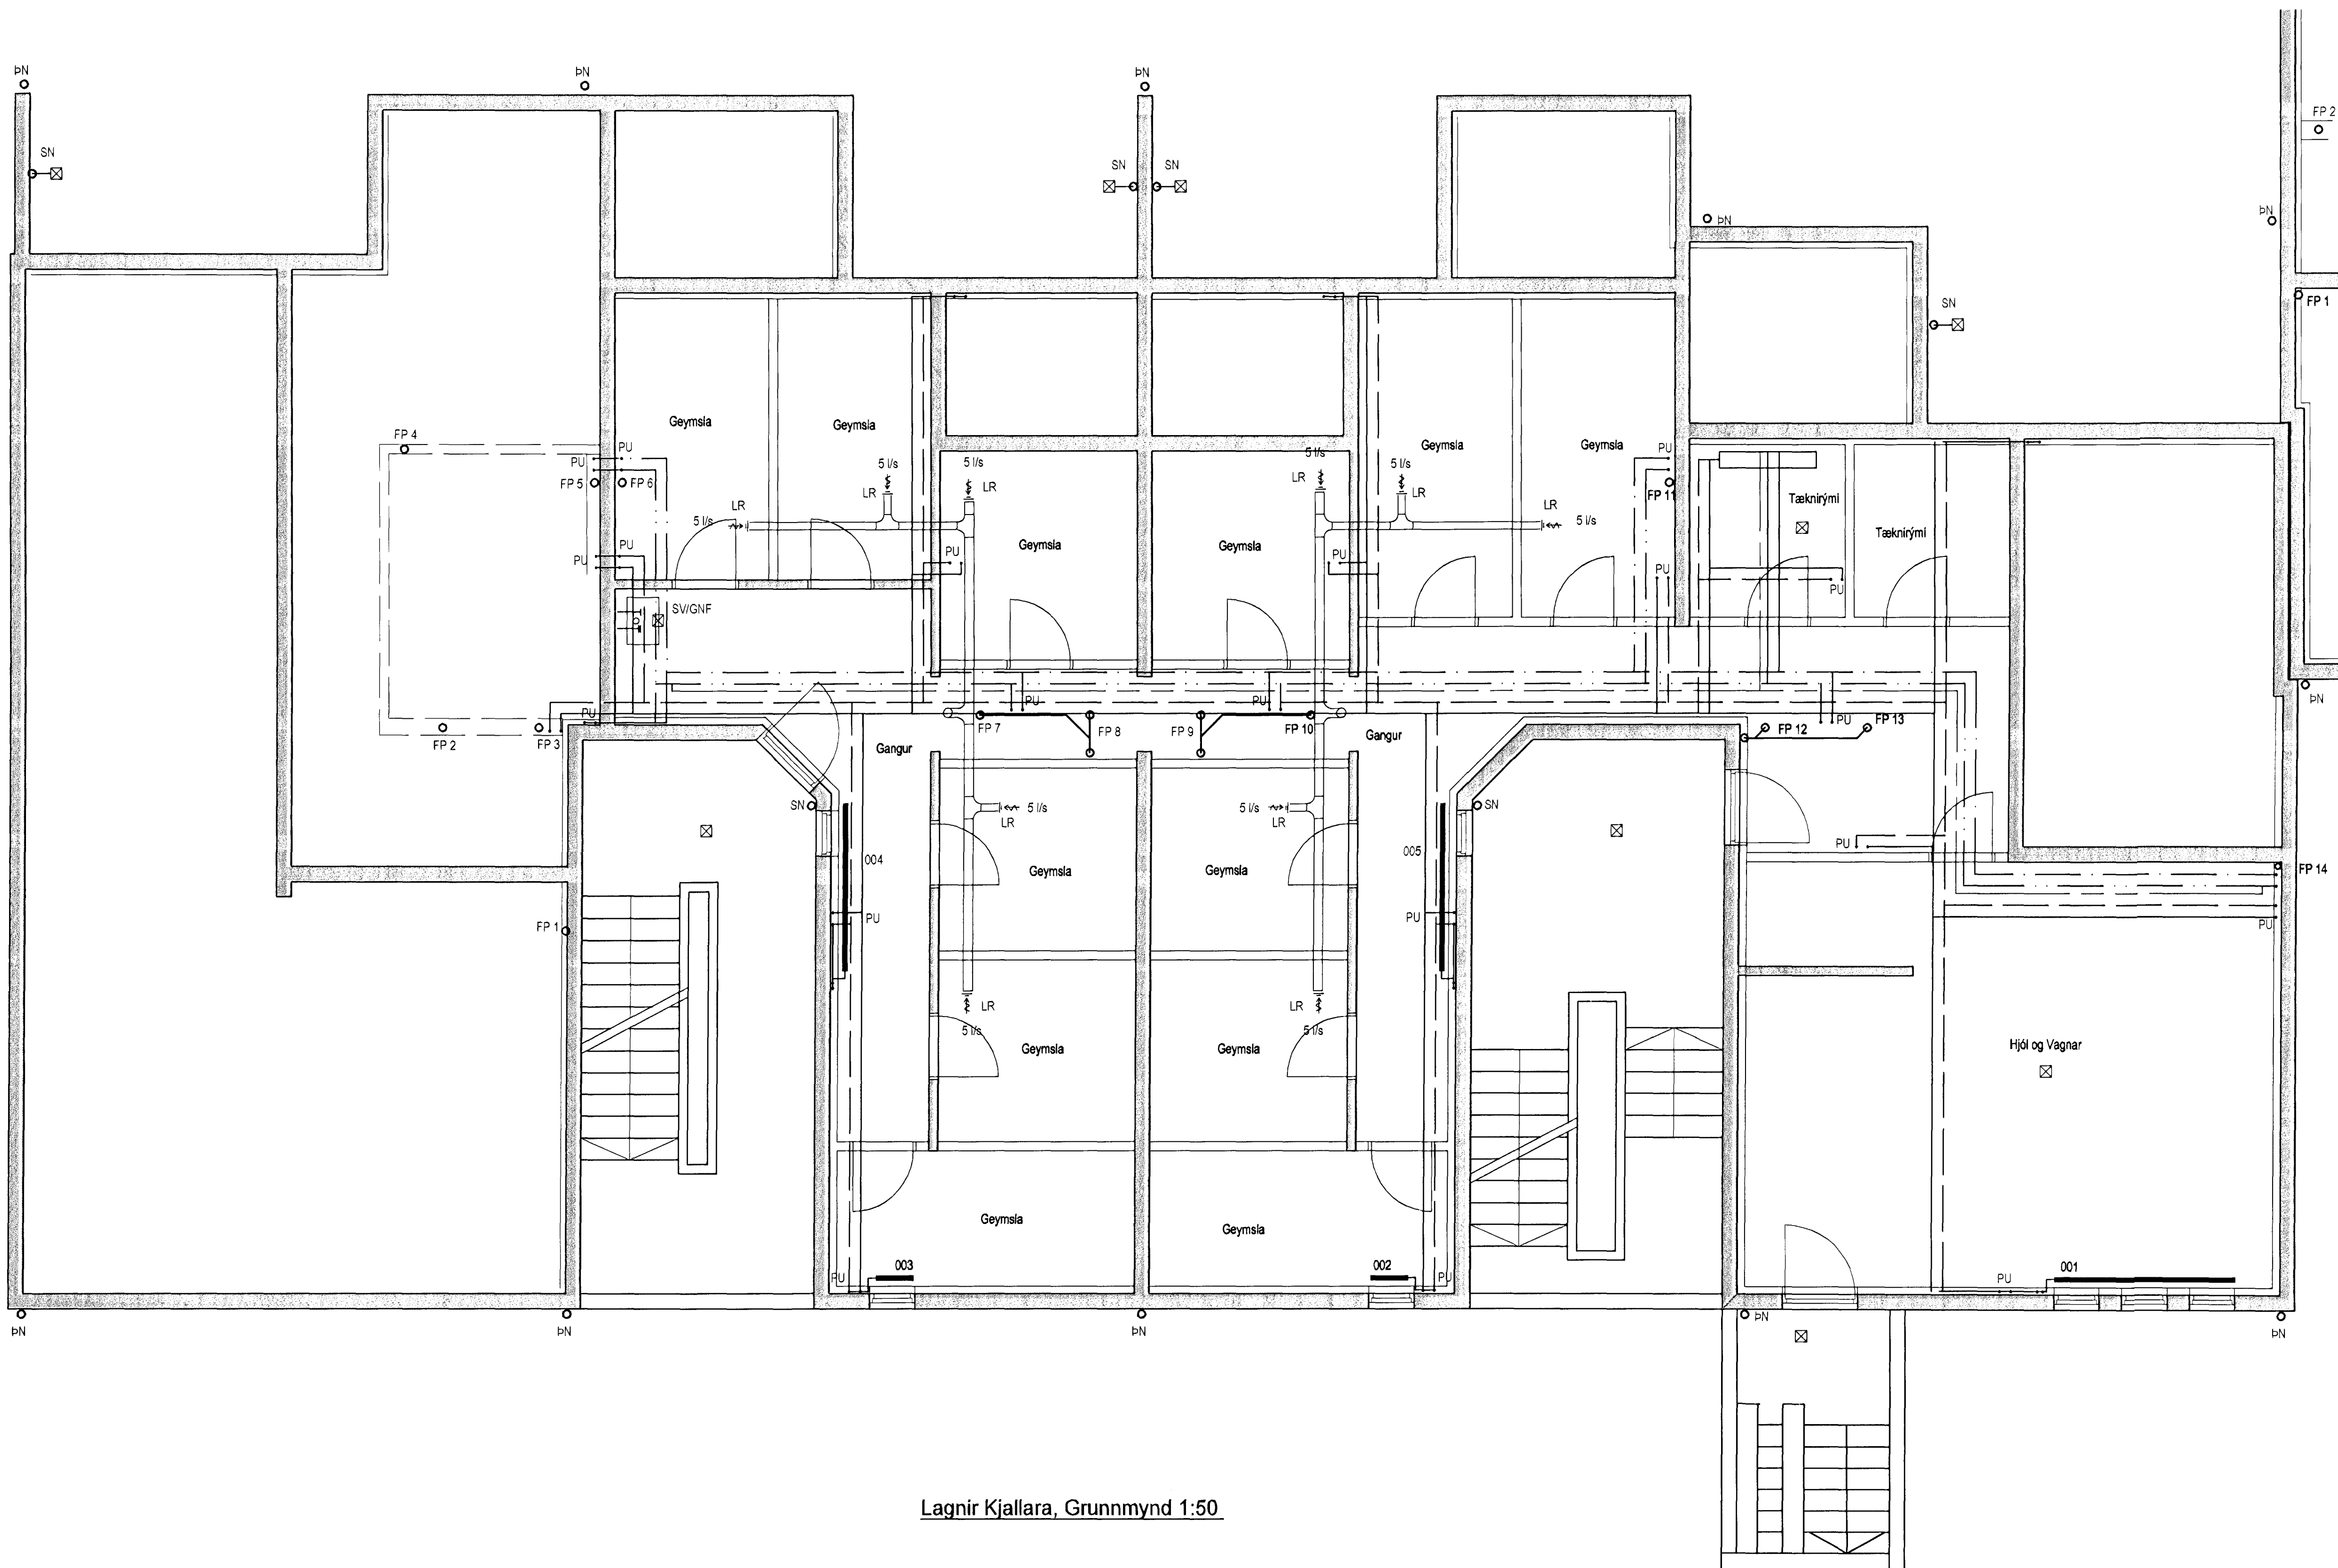 ÞN
ÞN
ÞN
FP 2
SN
SN
SN
ÞN
ÞN
SN
FP 1
Geymsla
Geymsla
Geymsla
Geymsla
FP 4
PU
PU
FP 5
FP 6
5 l/s
5 l/s
5 l/s
5 l/s
LR
LR
LR
LR
PU
FP 11
Tæknirými
Tæknirými
LR
5 l/s
LR
5 l/s
Geymsla
Geymsla
PU
PU
PU
PU
PU
PU
SV/GNF
PU
PU
PU
PU
FP 2
FP 3
FP 7
FP 8
FP 9
FP 10
FP 12
FP 13
ÞN
Gangur
Gangur
SN
5 l/s
LR
5 l/s
LR
SN
004
005
PU
Geymsla
Geymsla
FP 14
FP 1
PU
PU
PU
LR
5 l/s
LR
5 l/s
Geymsla
Geymsla
Hjól og Vagnar
Geymsla
Geymsla
003
002
001
PU
PU
PU
ÞN
ÞN
ÞN
ÞN
ÞN
Lagnir Kjallara, Grunnmynd 1:50